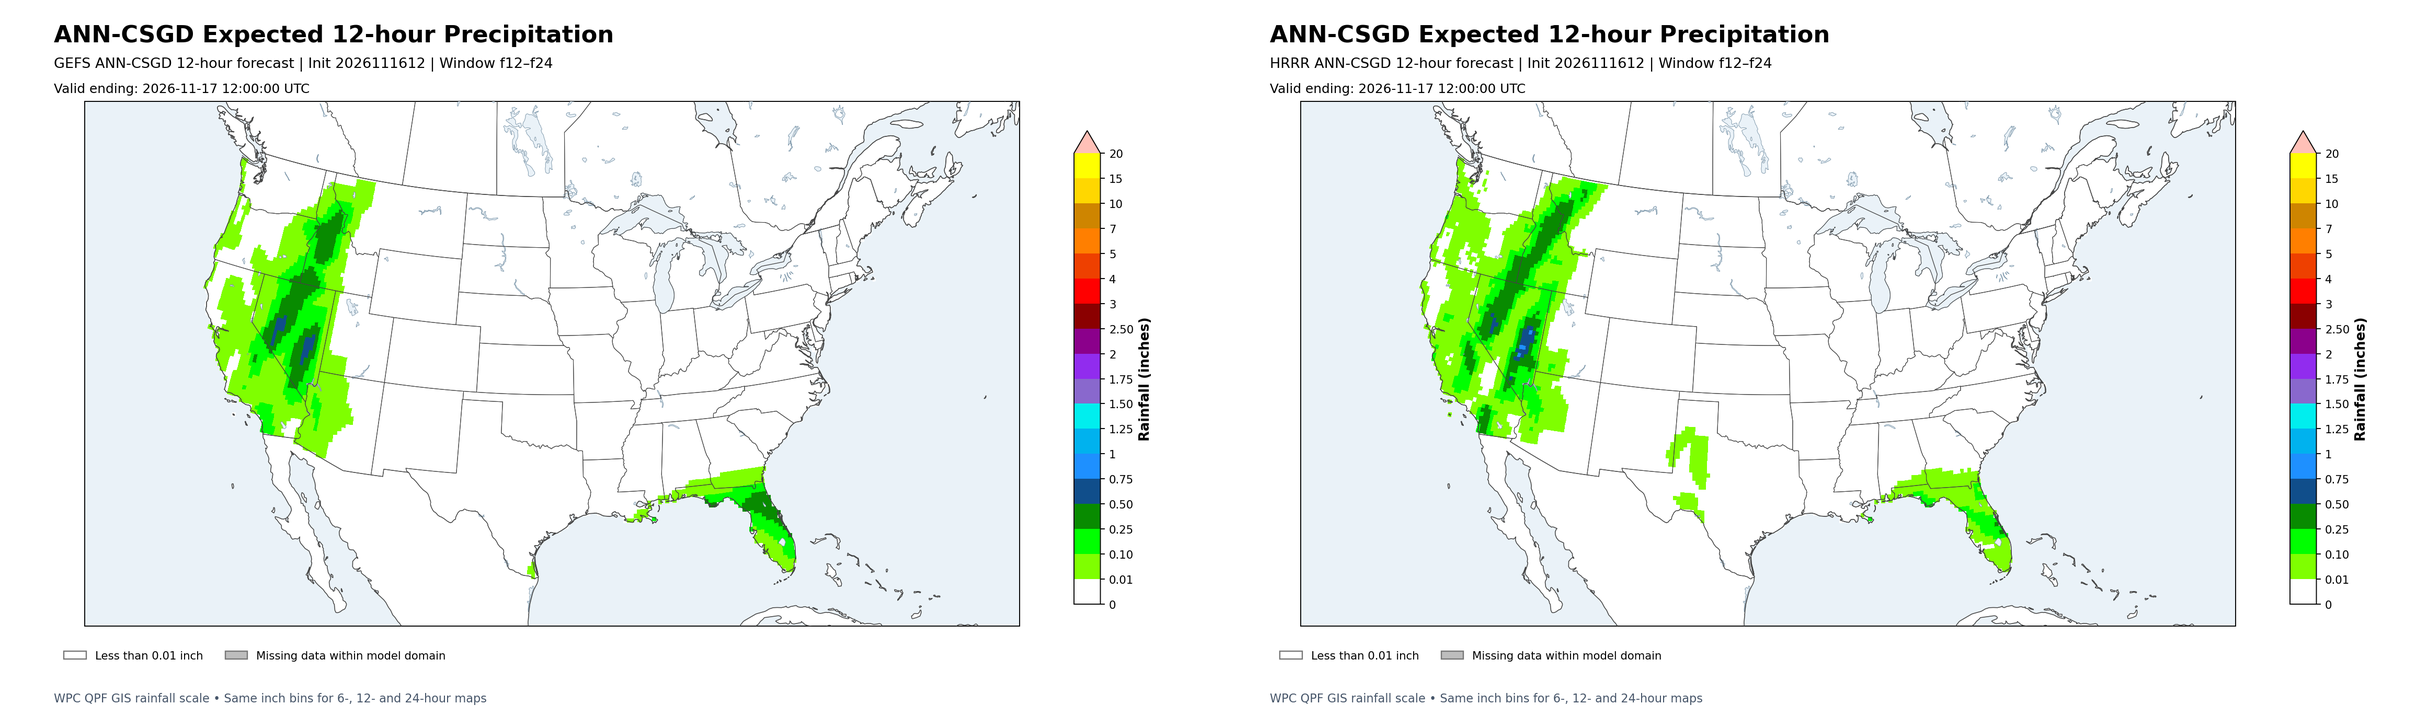 ANN-CSGD Expected 12-hour Precipitation
GEFS ANN-CSGD 12-hour forecast | Init 2026111612 | Window f12–f24
Valid ending: 2026-11-17 12:00:00 UTC
20
15
10
7
5
4
3
2.50
2
1.75
1.50
1.25
1
0.75
0.50
0.25
0.10
0.01
0
Rainfall (inches)
Less than 0.01 inch
Missing data within model domain
WPC QPF GIS rainfall scale • Same inch bins for 6-, 12- and 24-hour maps
ANN-CSGD Expected 12-hour Precipitation
HRRR ANN-CSGD 12-hour forecast | Init 2026111612 | Window f12–f24
Valid ending: 2026-11-17 12:00:00 UTC
20
15
10
7
5
4
3
2.50
2
1.75
1.50
1.25
1
0.75
0.50
0.25
0.10
0.01
0
Rainfall (inches)
Less than 0.01 inch
Missing data within model domain
WPC QPF GIS rainfall scale • Same inch bins for 6-, 12- and 24-hour maps